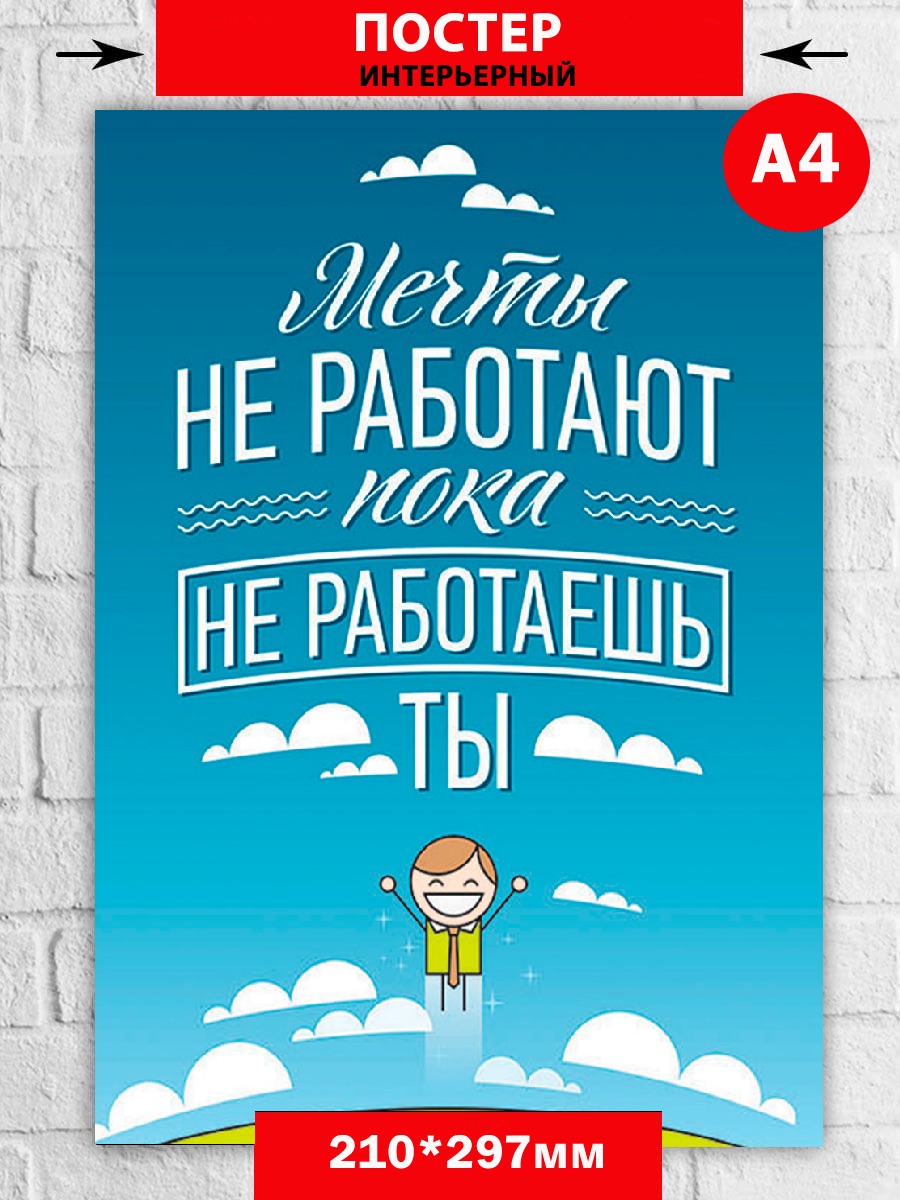 ПОСТЕР
ИНТЕРЬЕРНЫЙ
А4
Мечты
НЕ РАБОТАЮТ
пока
НЕ РАБОТАЕШЬ
ТЫ
210*297мм